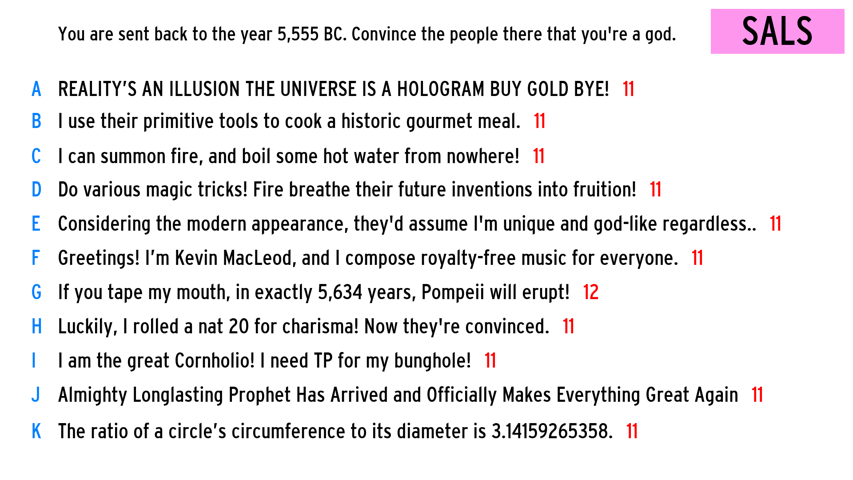 You are sent back to the year 5,555 BC. Convince the people there that you're a god.
SALS
A REALITY’S AN ILLUSION THE UNIVERSE IS A HOLOGRAM BUY GOLD BYE! 11
B I use their primitive tools to cook a historic gourmet meal. 11
C I can summon fire, and boil some hot water from nowhere! 11
D Do various magic tricks! Fire breathe their future inventions into fruition! 11
E Considering the modern appearance, they'd assume I'm unique and god-like regardless.. 11
F Greetings! I’m Kevin MacLeod, and I compose royalty-free music for everyone. 11
G If you tape my mouth, in exactly 5,634 years, Pompeii will erupt! 12
H Luckily, I rolled a nat 20 for charisma! Now they're convinced. 11
I I am the great Cornholio! I need TP for my bunghole! 11
J Almighty Longlasting Prophet Has Arrived and Officially Makes Everything Great Again 11
K The ratio of a circle’s circumference to its diameter is 3.14159265358. 11